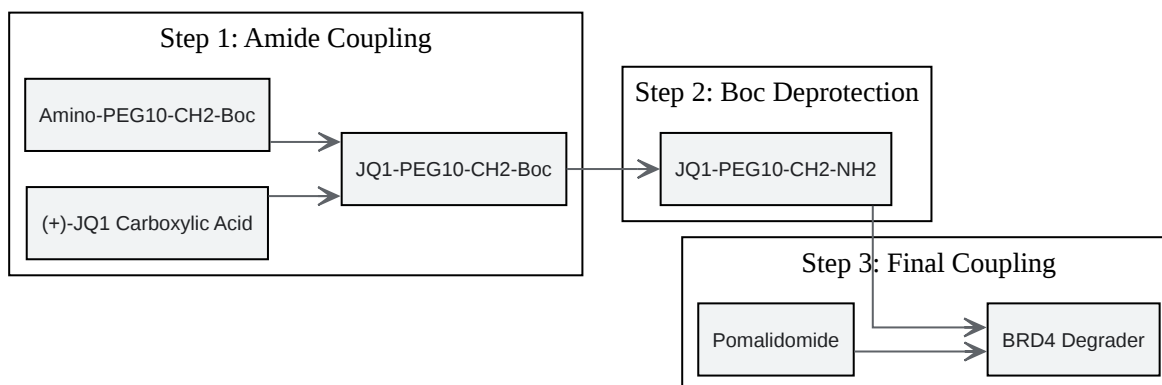 Step 1: Amide Coupling
Amino-PEG10-CH2-Boc
(+)-JQ1 Carboxylic Acid
JQ1-PEG10-CH2-Boc
Step 2: Boc Deprotection
JQ1-PEG10-CH2-NH2
Step 3: Final Coupling
Pomalidomide
BRD4 Degrader